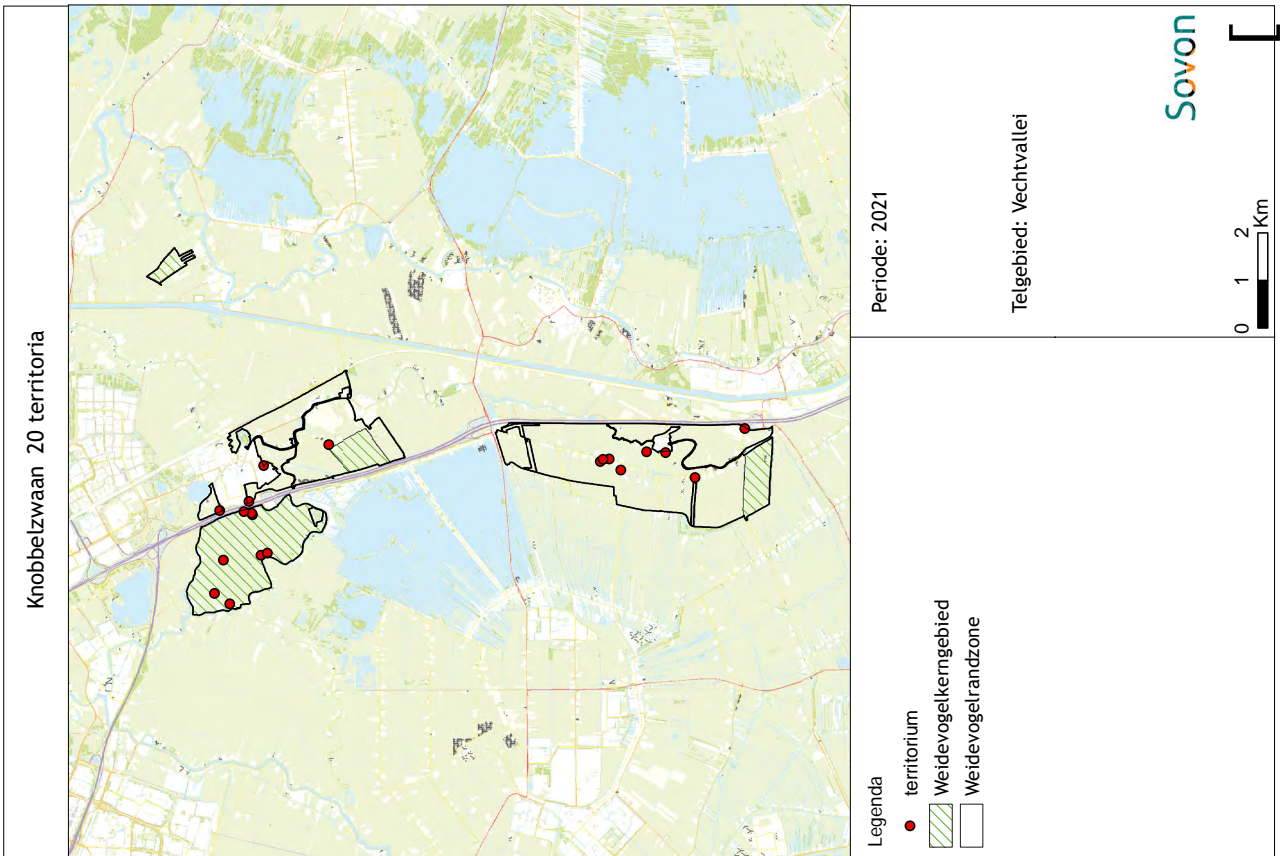 Knobbelzwaan 20 territoria
Legenda
territorium
Weidevogelkerngebied
Weidevogelrandzone
Periode: 2021
Telgebied: Vechtvallei
0 1 2 Km
Sovon